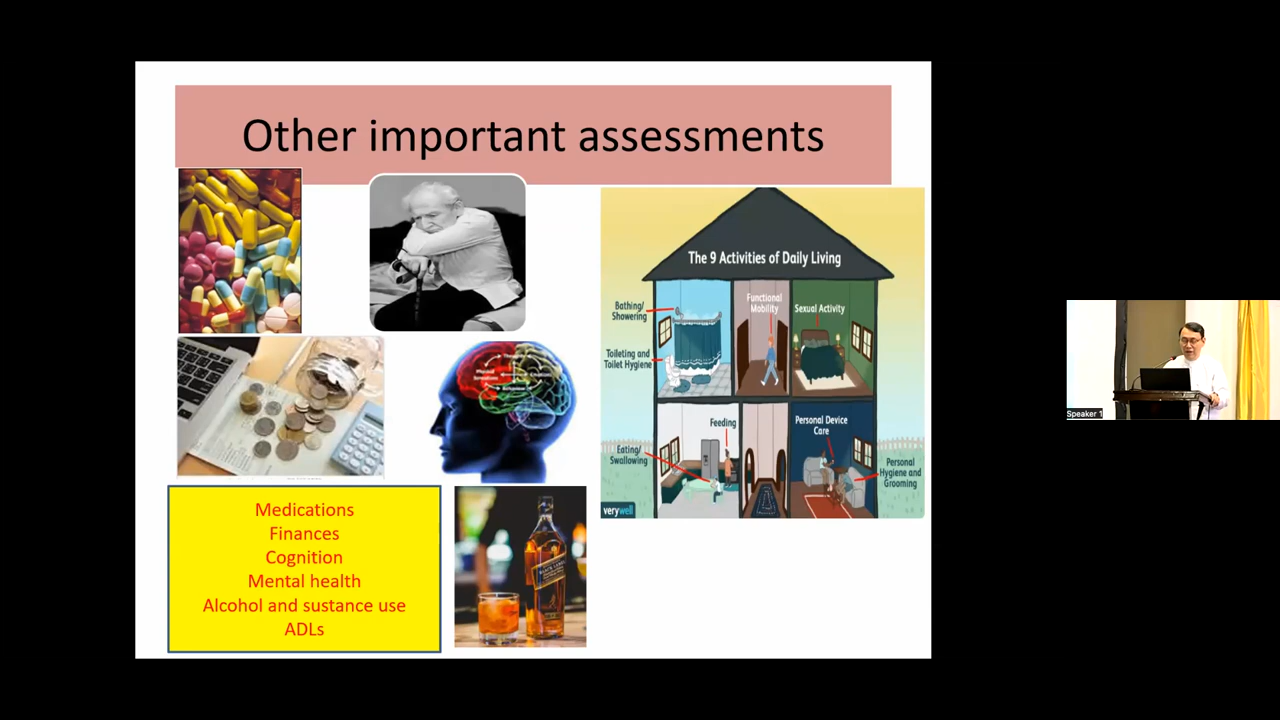 Other important assessments
The 9 Activities of Daily Living
Bathing/
Showering
Functional
Mobility
Sexual Activity
Toileting and
Toilet Hygiene
Feeding
Personal Device
Care
Eating/
Swallowing
Personal
Hygiene and
Grooming
verywell
Medications
Finances
Cognition
Mental health
Alcohol and sustance use
ADLs
BLACK LABEL
Speaker 1